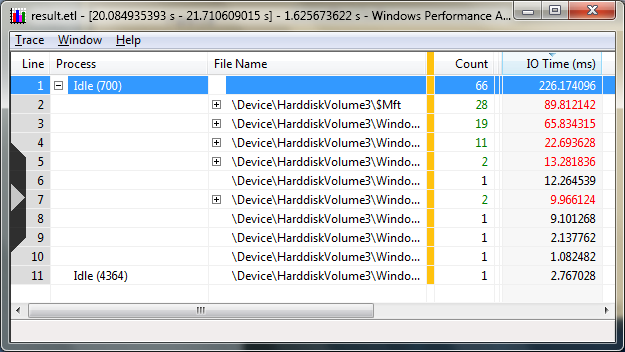 result.etl - [20.084935393 s - 21.710609015 s] - 1.625673622 s - Windows Performance A...
Trace Window Help
Line Process File Name Count IO Time (ms)
1 Idle (700) 66 226.174096
2 \Device\HarddiskVolume3\$Mft 28 89.812142
3 \Device\HarddiskVolume3\Windo... 19 65.834315
4 \Device\HarddiskVolume3\Windo... 11 22.693628
5 \Device\HarddiskVolume3\Windo... 2 13.281836
6 \Device\HarddiskVolume3\Windo... 1 12.264539
7 \Device\HarddiskVolume3\Windo... 2 9.966124
8 \Device\HarddiskVolume3\Windo... 1 9.101268
9 \Device\HarddiskVolume3\Windo... 1 2.137762
10 \Device\HarddiskVolume3\Windo... 1 1.082482
11 Idle (4364) \Device\HarddiskVolume3\Windo... 1 2.767028